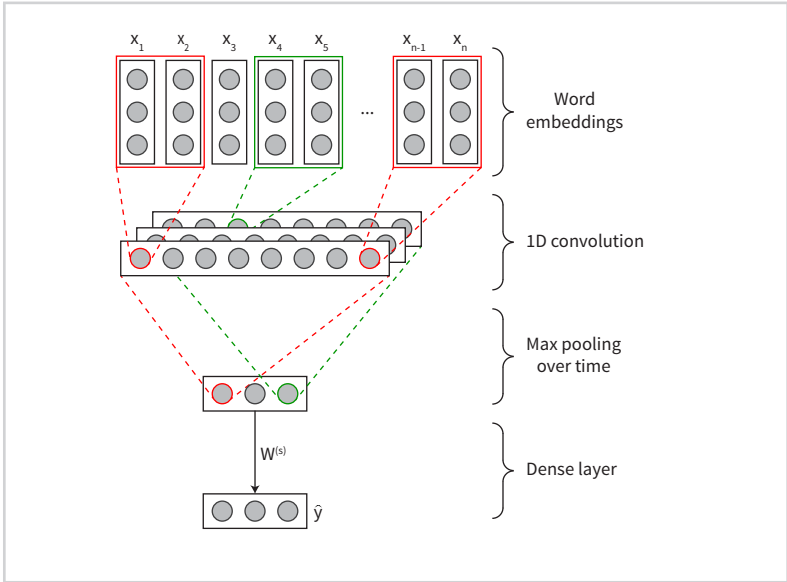 x₁ x₂ x₃ x₄ x₅ xₙ₋₁ xₙ
...
Word
embeddings
1D convolution
Max pooling
over time
W⁽ˢ⁾
Dense layer
ŷ